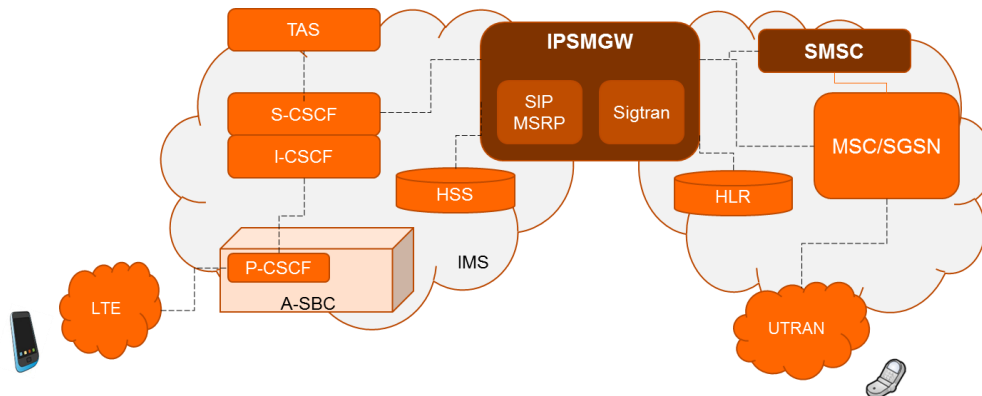 TAS
IPSMGW
SMSC
S-CSCF
SIP
MSRP
Sigtran
I-CSCF
MSC/SGSN
HSS
HLR
P-CSCF
IMS
A-SBC
LTE
UTRAN